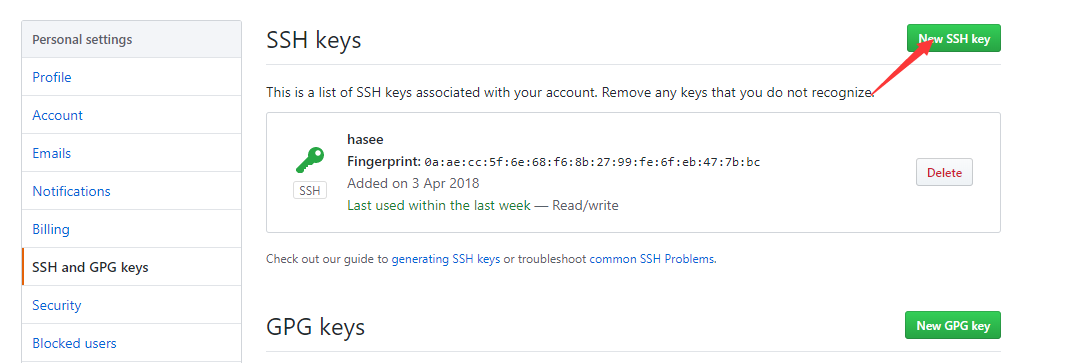 Personal settings
Profile
Account
Emails
Notifications
Billing
SSH and GPG keys
Security
Blocked users
SSH keys
New SSH key
This is a list of SSH keys associated with your account. Remove any keys that you do not recognize.
hasee
Fingerprint: 0a:ae:cc:5f:6e:68:f6:8b:27:99:fe:6f:eb:47:7b:bc
Added on 3 Apr 2018
Last used within the last week — Read/write
SSH
Delete
Check out our guide to generating SSH keys or troubleshoot common SSH Problems.
GPG keys
New GPG key